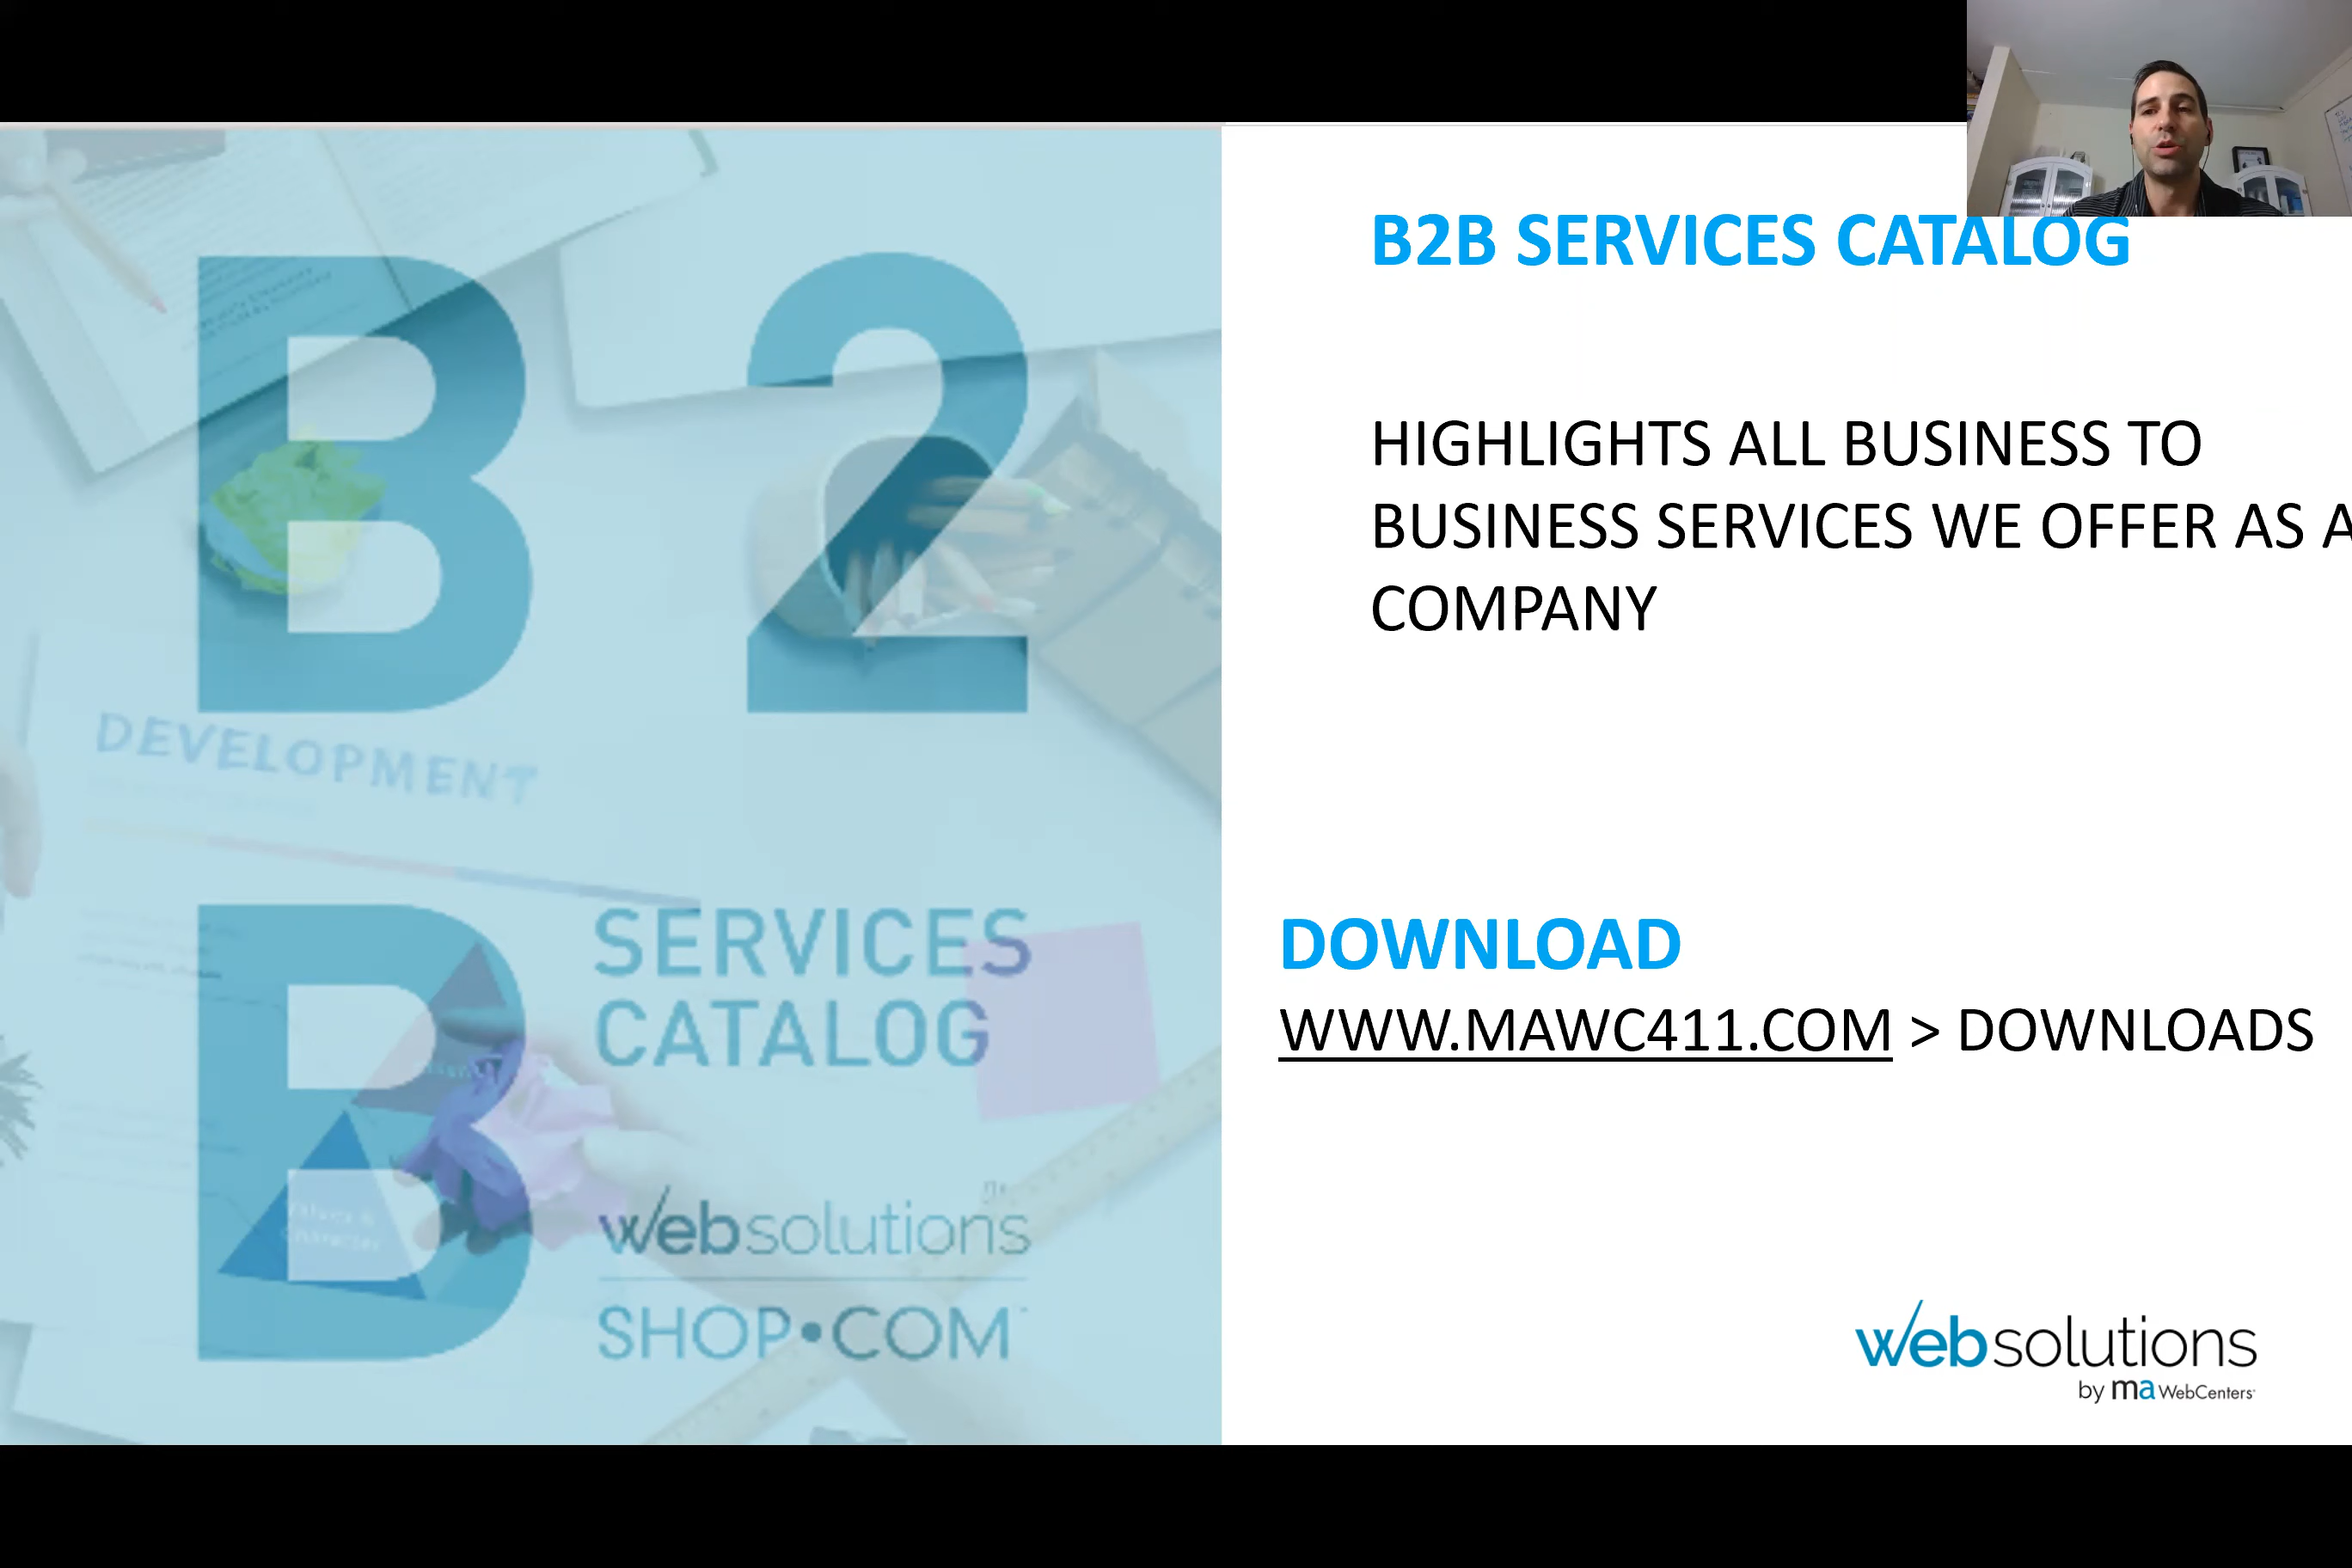 B2B SERVICES CATALOG
HIGHLIGHTS ALL BUSINESS TO
BUSINESS SERVICES WE OFFER AS A
COMPANY
DOWNLOAD
WWW.MAWC411.COM > DOWNLOADS
websolutions
by ma WebCenters
B 2
DEVELOPMENT
B
SERVICES
CATALOG
websolutions
SHOP•COM